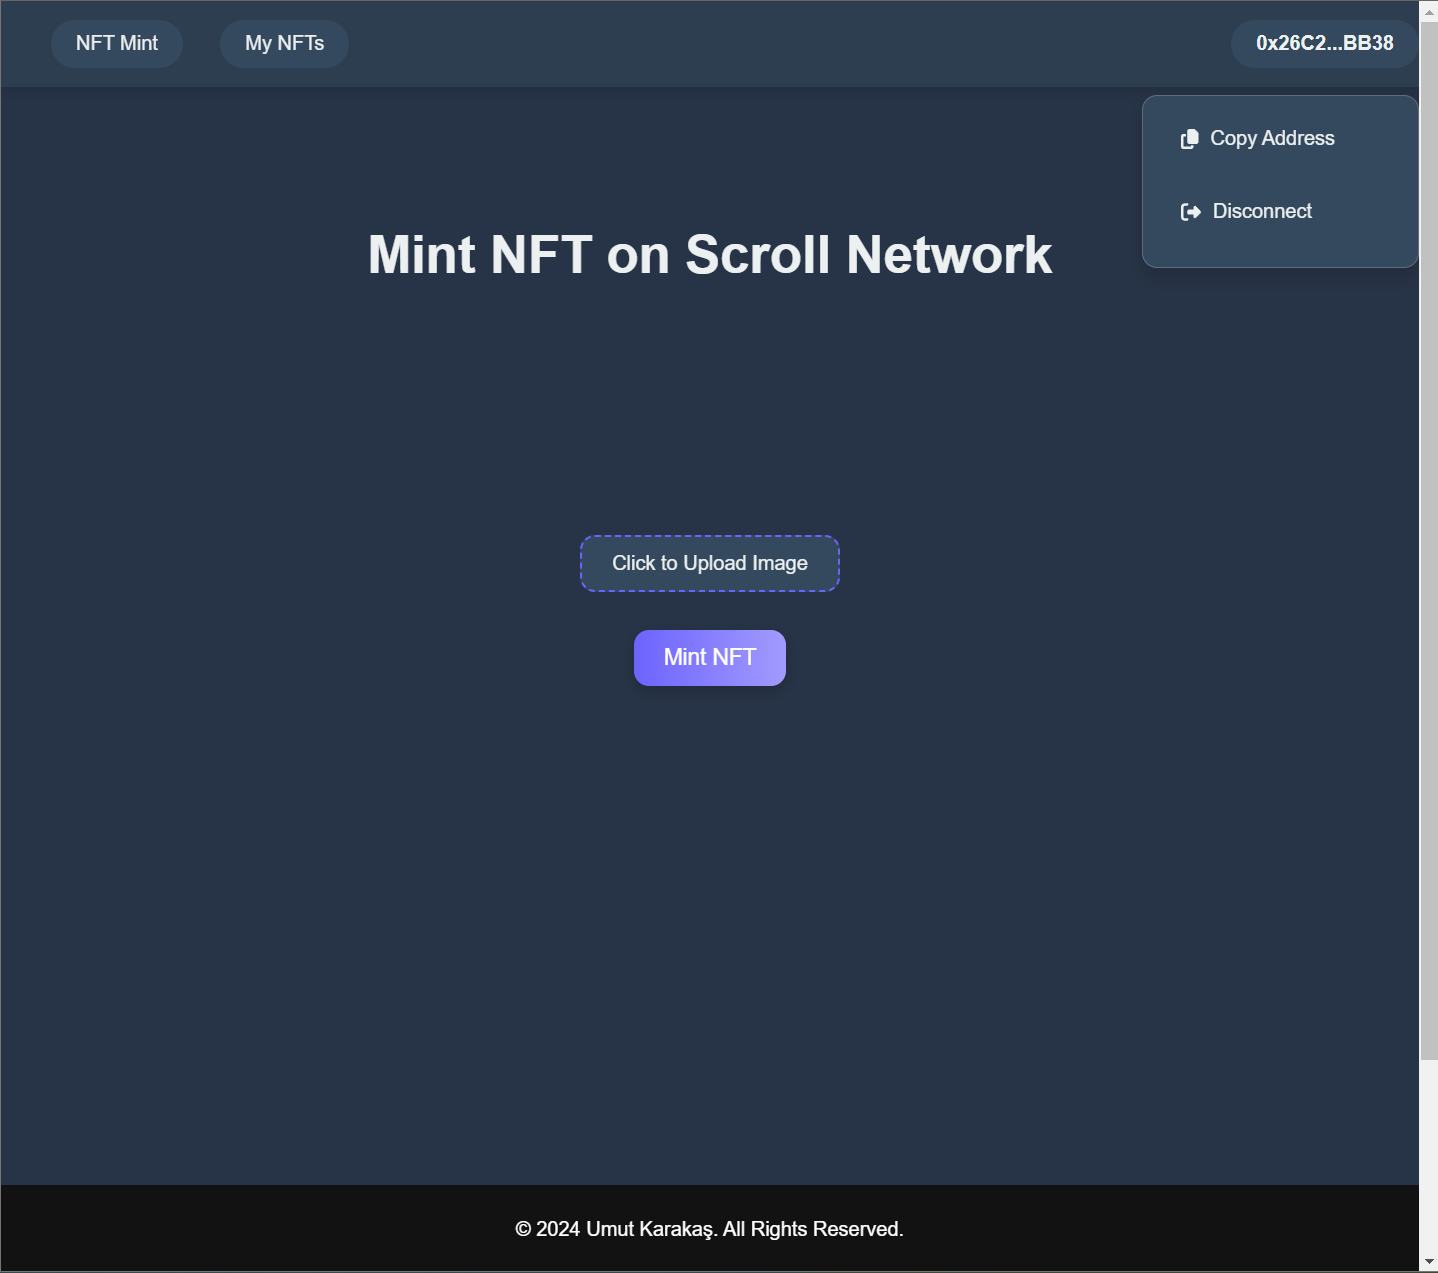 NFT Mint
My NFTs
0x26C2...BB38
Copy Address
Disconnect
Mint NFT on Scroll Network
Click to Upload Image
Mint NFT
© 2024 Umut Karakaş. All Rights Reserved.